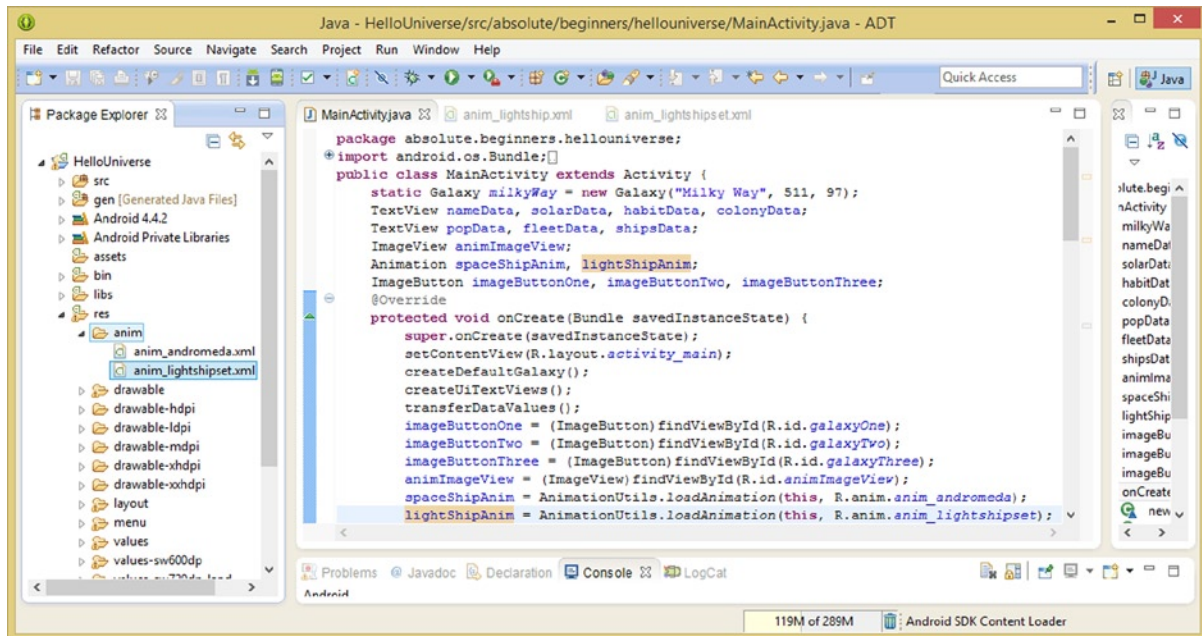 Java - HelloUniverse/src/absolute/beginners/hellouniverse/MainActivity.java - ADT
File Edit Refactor Source Navigate Search Project Run Window Help
Quick Access
Java
Package Explorer
HelloUniverse
src
gen [Generated Java Files]
Android 4.4.2
Android Private Libraries
assets
bin
libs
res
anim
anim_andromeda.xml
anim_lightshipset.xml
drawable
drawable-hdpi
drawable-ldpi
drawable-mdpi
drawable-xhdpi
drawable-xxhdpi
layout
menu
values
values-sw600dp
MainActivity.java anim_lightship.xml anim_lightshipset.xml
package absolute.beginners.hellouniverse;
import android.os.Bundle;
public class MainActivity extends Activity {
static Galaxy milkyWay = new Galaxy("Milky Way", 511, 97);
TextView nameData, solarData, habitData, colonyData;
TextView popData, fleetData, shipsData;
ImageView animImageView;
Animation spaceShipAnim, lightShipAnim;
ImageButton imageButtonOne, imageButtonTwo, imageButtonThree;
@Override
protected void onCreate(Bundle savedInstanceState) {
super.onCreate(savedInstanceState);
setContentView(R.layout.activity_main);
createDefaultGalaxy();
createUiTextViews();
transferDataValues();
imageButtonOne = (ImageButton)findViewById(R.id.galaxyOne);
imageButtonTwo = (ImageButton)findViewById(R.id.galaxyTwo);
imageButtonThree = (ImageButton)findViewById(R.id.galaxyThree);
animImageView = (ImageView)findViewById(R.id.animImageView);
spaceShipAnim = AnimationUtils.loadAnimation(this, R.anim.anim_andromeda);
lightShipAnim = AnimationUtils.loadAnimation(this, R.anim.anim_lightshipset);
olute.begi
nActivity
milkyWa
nameDat
solarData
habitDat
colonyD
popData
fleetData
shipsDat
animIma
spaceShi
lightShip
imageBu
imageBu
imageBu
onCreate
new
Problems Javadoc Declaration Console LogCat
Android
119M of 289M Android SDK Content Loader